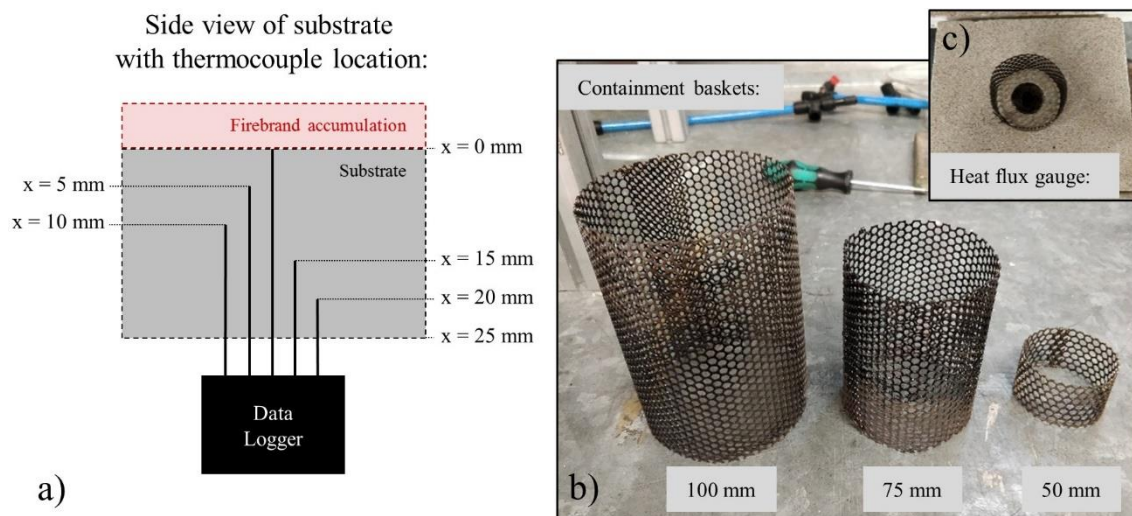 Side view of substrate
with thermocouple location:
Firebrand accumulation
x = 0 mm
Substrate
x = 5 mm
x = 10 mm
x = 15 mm
x = 20 mm
x = 25 mm
Data
Logger
a)
Containment baskets:
c)
Heat flux gauge:
b)
100 mm
75 mm
50 mm